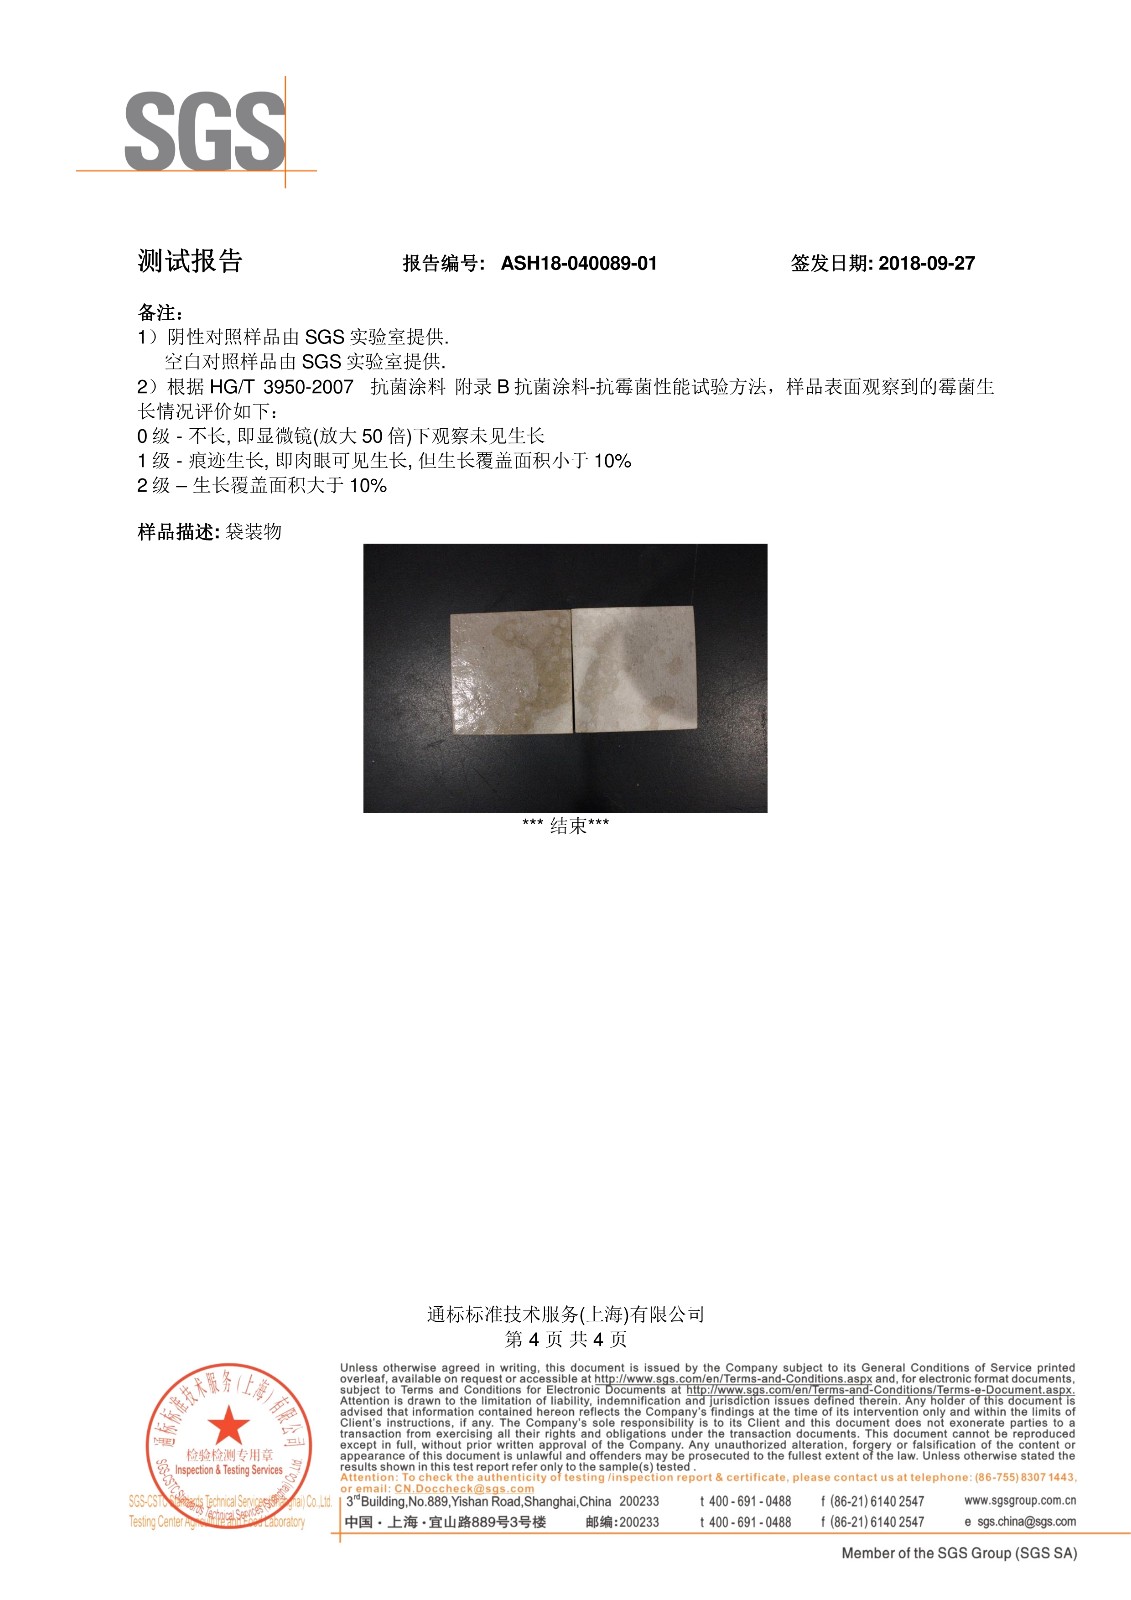 SGS
测试报告 报告编号: ASH18-040089-01 签发日期: 2018-09-27
备注:
1）阴性对照样品由 SGS 实验室提供.
空白对照样品由 SGS 实验室提供.
2）根据 HG/T 3950-2007 抗菌涂料 附录 B 抗菌涂料-抗霉菌性能试验方法，样品表面观察到的霉菌生
长情况评价如下:
0 级 - 不长, 即显微镜(放大 50 倍)下观察未见生长
1 级 - 痕迹生长, 即肉眼可见生长, 但生长覆盖面积小于 10%
2 级 – 生长覆盖面积大于 10%
样品描述: 袋装物
*** 结束***
通标标准技术服务(上海)有限公司
第 4 页 共 4 页
通标标准技术服务(上海)有限公司
检验检测专用章
Inspection & Testing Services
SGS-CSTC Standards Technical Services (Shanghai) Co., Ltd.
Unless otherwise agreed in writing, this document is issued by the Company subject to its General Conditions of Service printed
overleaf, available on request or accessible at http://www.sgs.com/en/Terms-and-Conditions.aspx and, for electronic format documents,
subject to Terms and Conditions for Electronic Documents at http://www.sgs.com/en/Terms-and-Conditions/Terms-e-Document.aspx.
Attention is drawn to the limitation of liability, indemnification and jurisdiction issues defined therein. Any holder of this document is
advised that information contained hereon reflects the Company's findings at the time of its intervention only and within the limits of
Client's instructions, if any. The Company's sole responsibility is to its Client and this document does not exonerate parties to a
transaction from exercising all their rights and obligations under the transaction documents. This document cannot be reproduced
except in full, without prior written approval of the Company. Any unauthorized alteration, forgery or falsification of the content or
appearance of this document is unlawful and offenders may be prosecuted to the fullest extent of the law. Unless otherwise stated the
results shown in this test report refer only to the sample(s) tested .
Attention: To check the authenticity of testing /inspection report & certificate, please contact us at telephone: (86-755) 8307 1443,
or email: CN.Doccheck@sgs.com
SGS-CSTC Standards Technical Services (Shanghai) Co.,Ltd.
Testing Center Agriculture and Food Laboratory
3rd Building,No.889,Yishan Road,Shanghai,China 200233 t 400-691-0488 f (86-21) 6140 2547 www.sgsgroup.com.cn
中国·上海·宜山路889号3号楼 邮编:200233 t 400-691-0488 f (86-21) 6140 2547 e sgs.china@sgs.com
Member of the SGS Group (SGS SA)